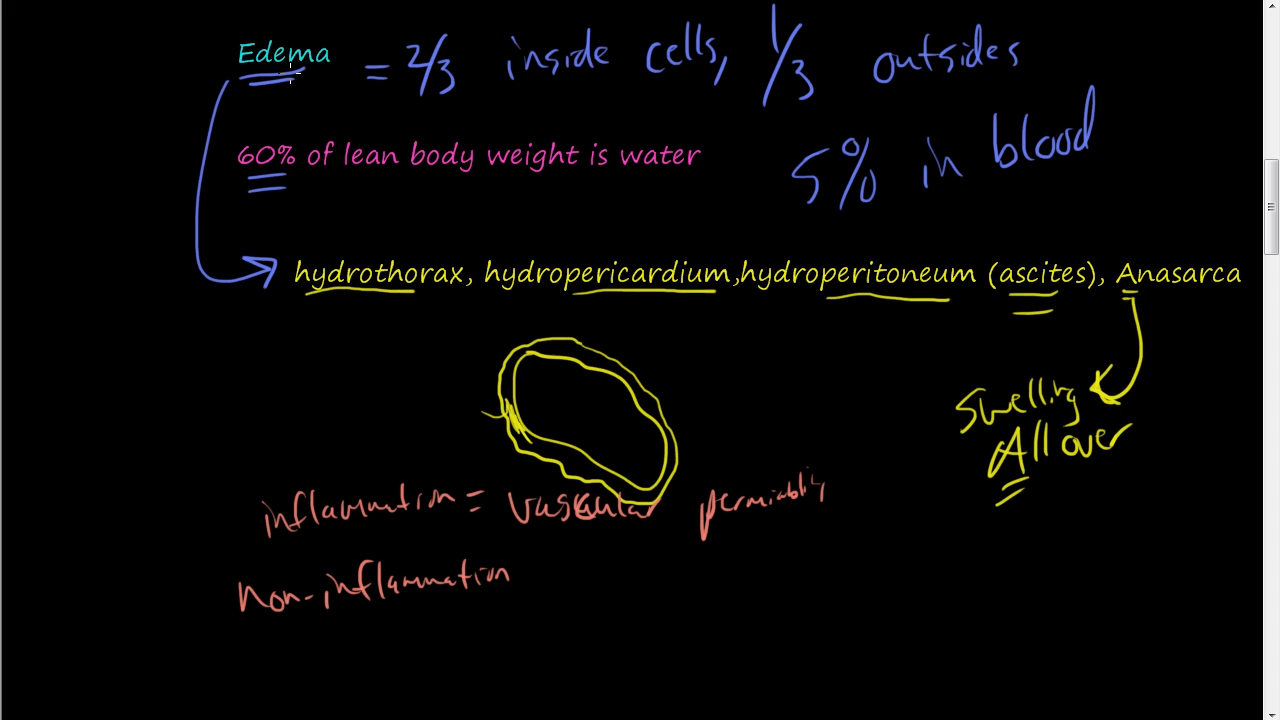 Edema = 2/3 inside cells, 1/3 outsides
60% of lean body weight is water
5% in blood
hydrothorax, hydropericardium,hydroperitoneum (ascites), Anasarca
Swelling
All over
inflammation = vascular
non-inflammation